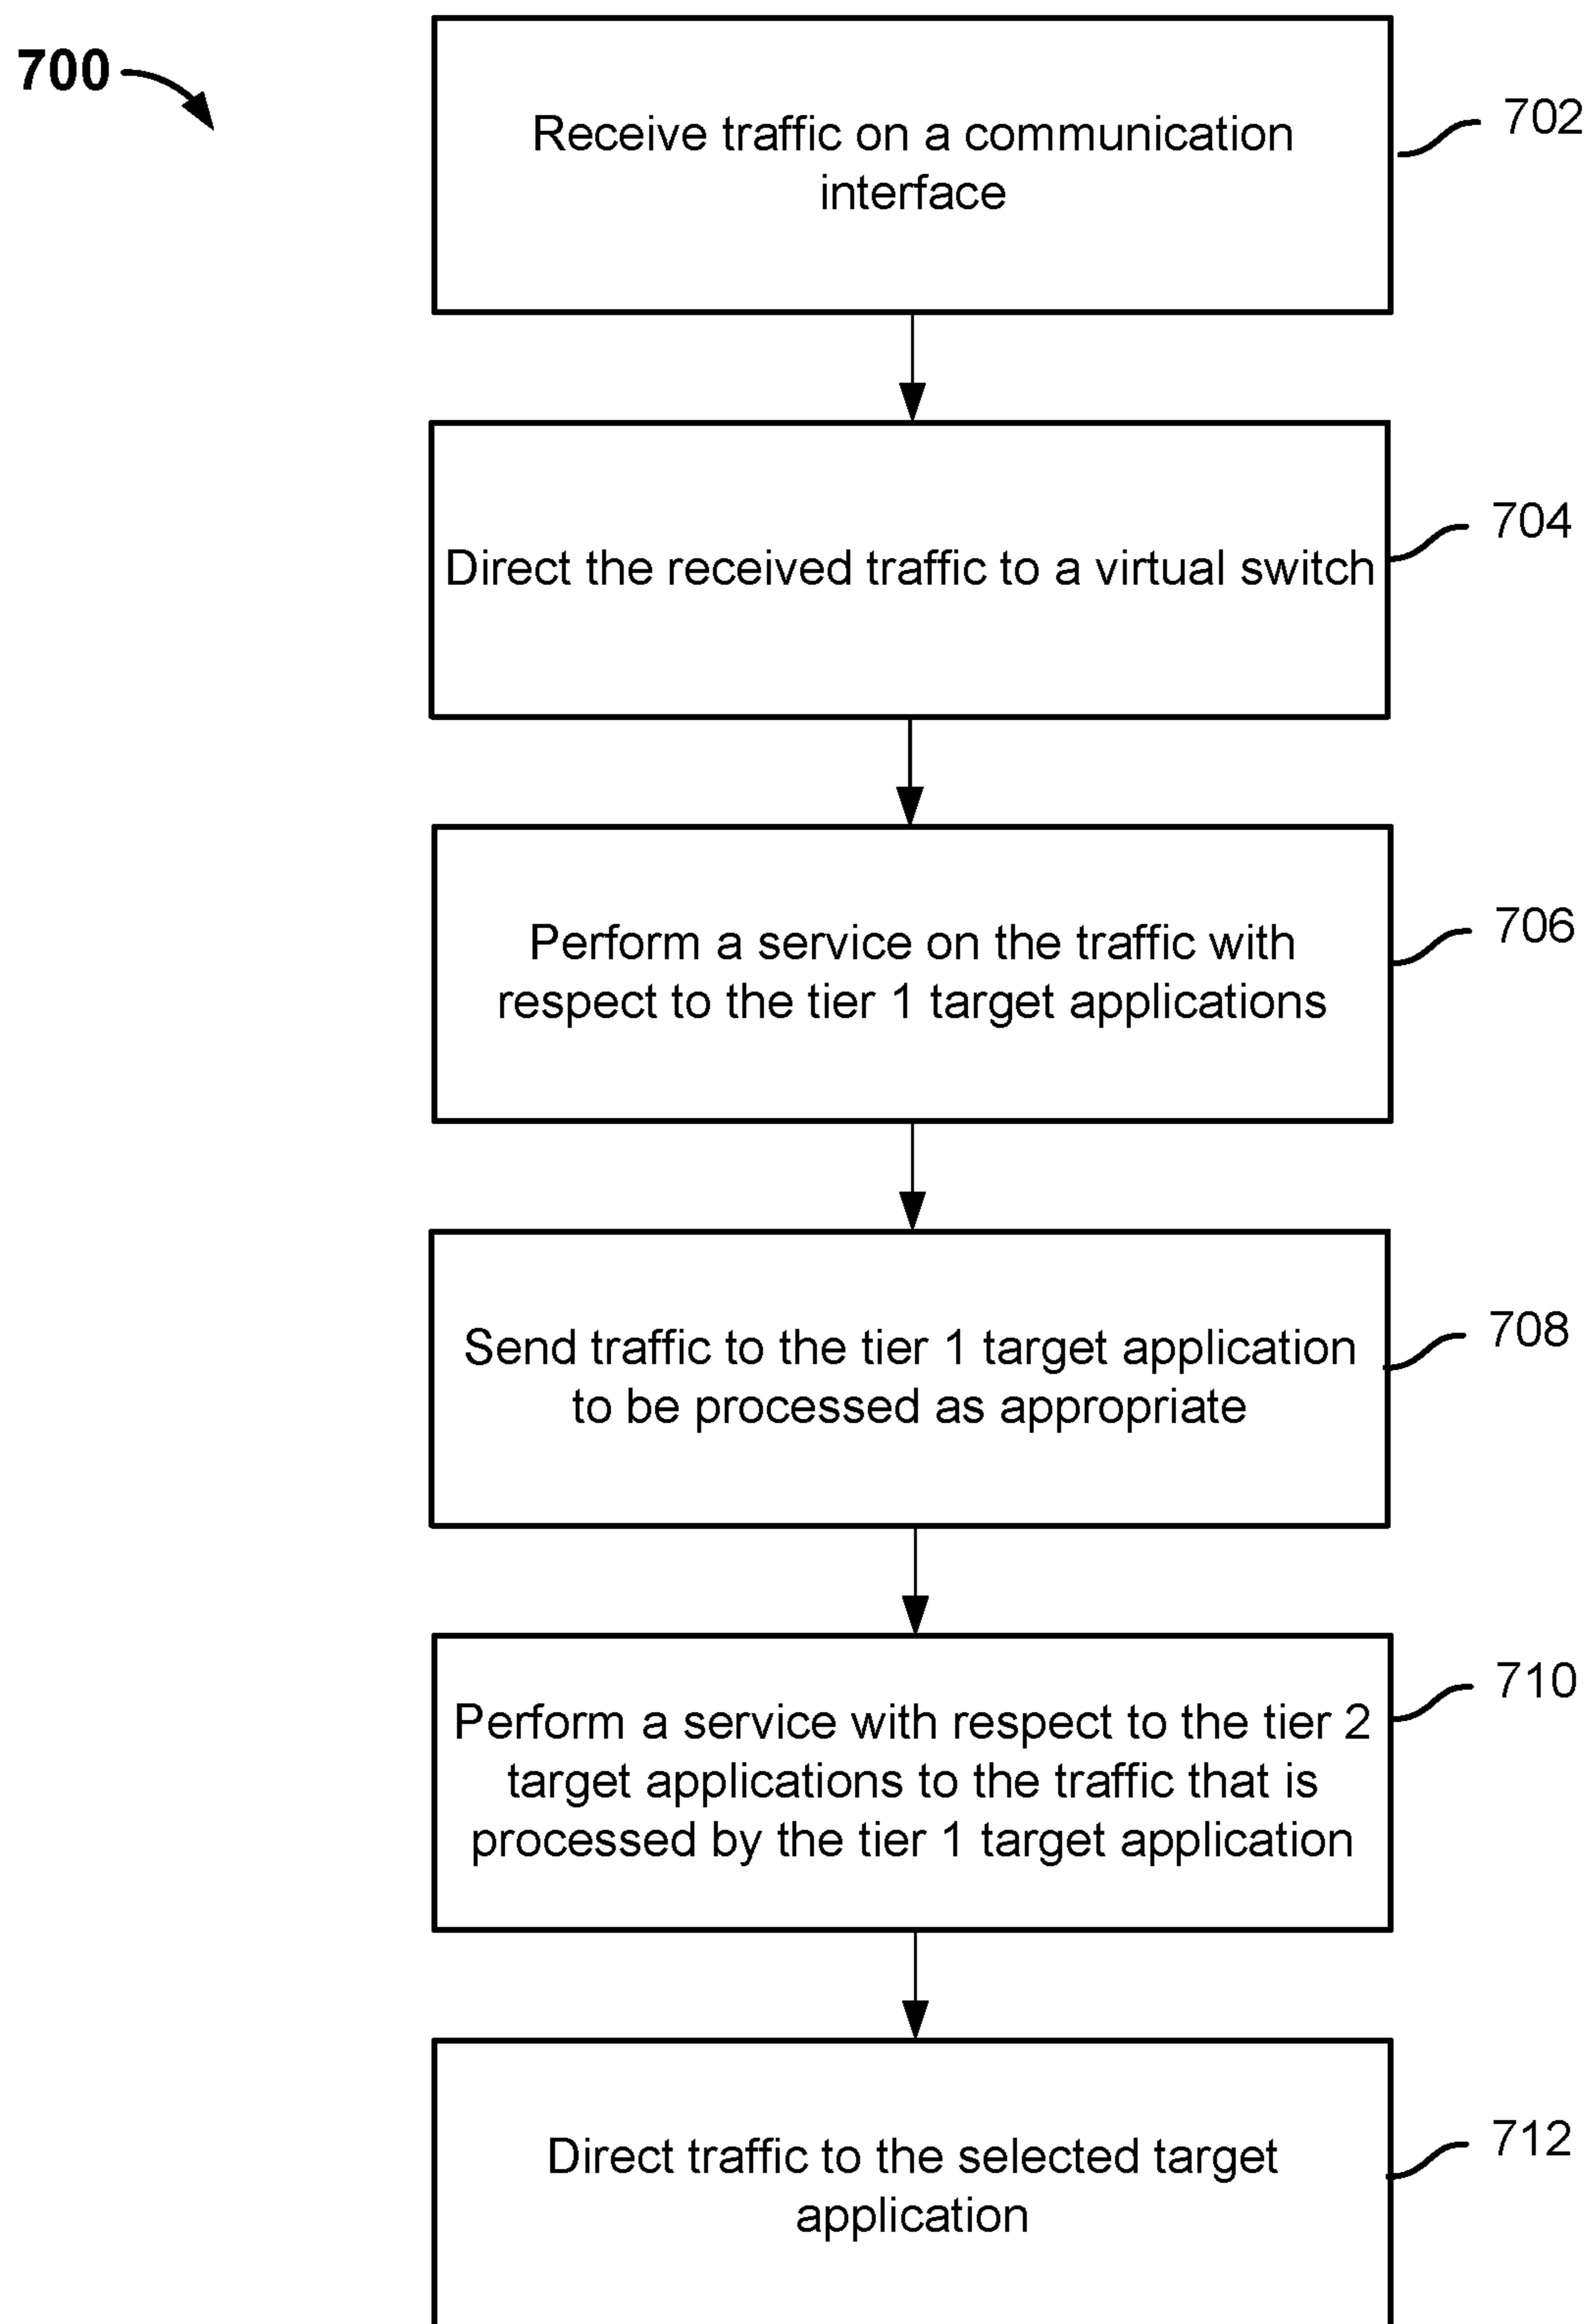 700
Receive traffic on a communication
interface
702
Direct the received traffic to a virtual switch
704
Perform a service on the traffic with
respect to the tier 1 target applications
706
Send traffic to the tier 1 target application
to be processed as appropriate
708
Perform a service with respect to the tier 2
target applications to the traffic that is
processed by the tier 1 target application
710
Direct traffic to the selected target
application
712